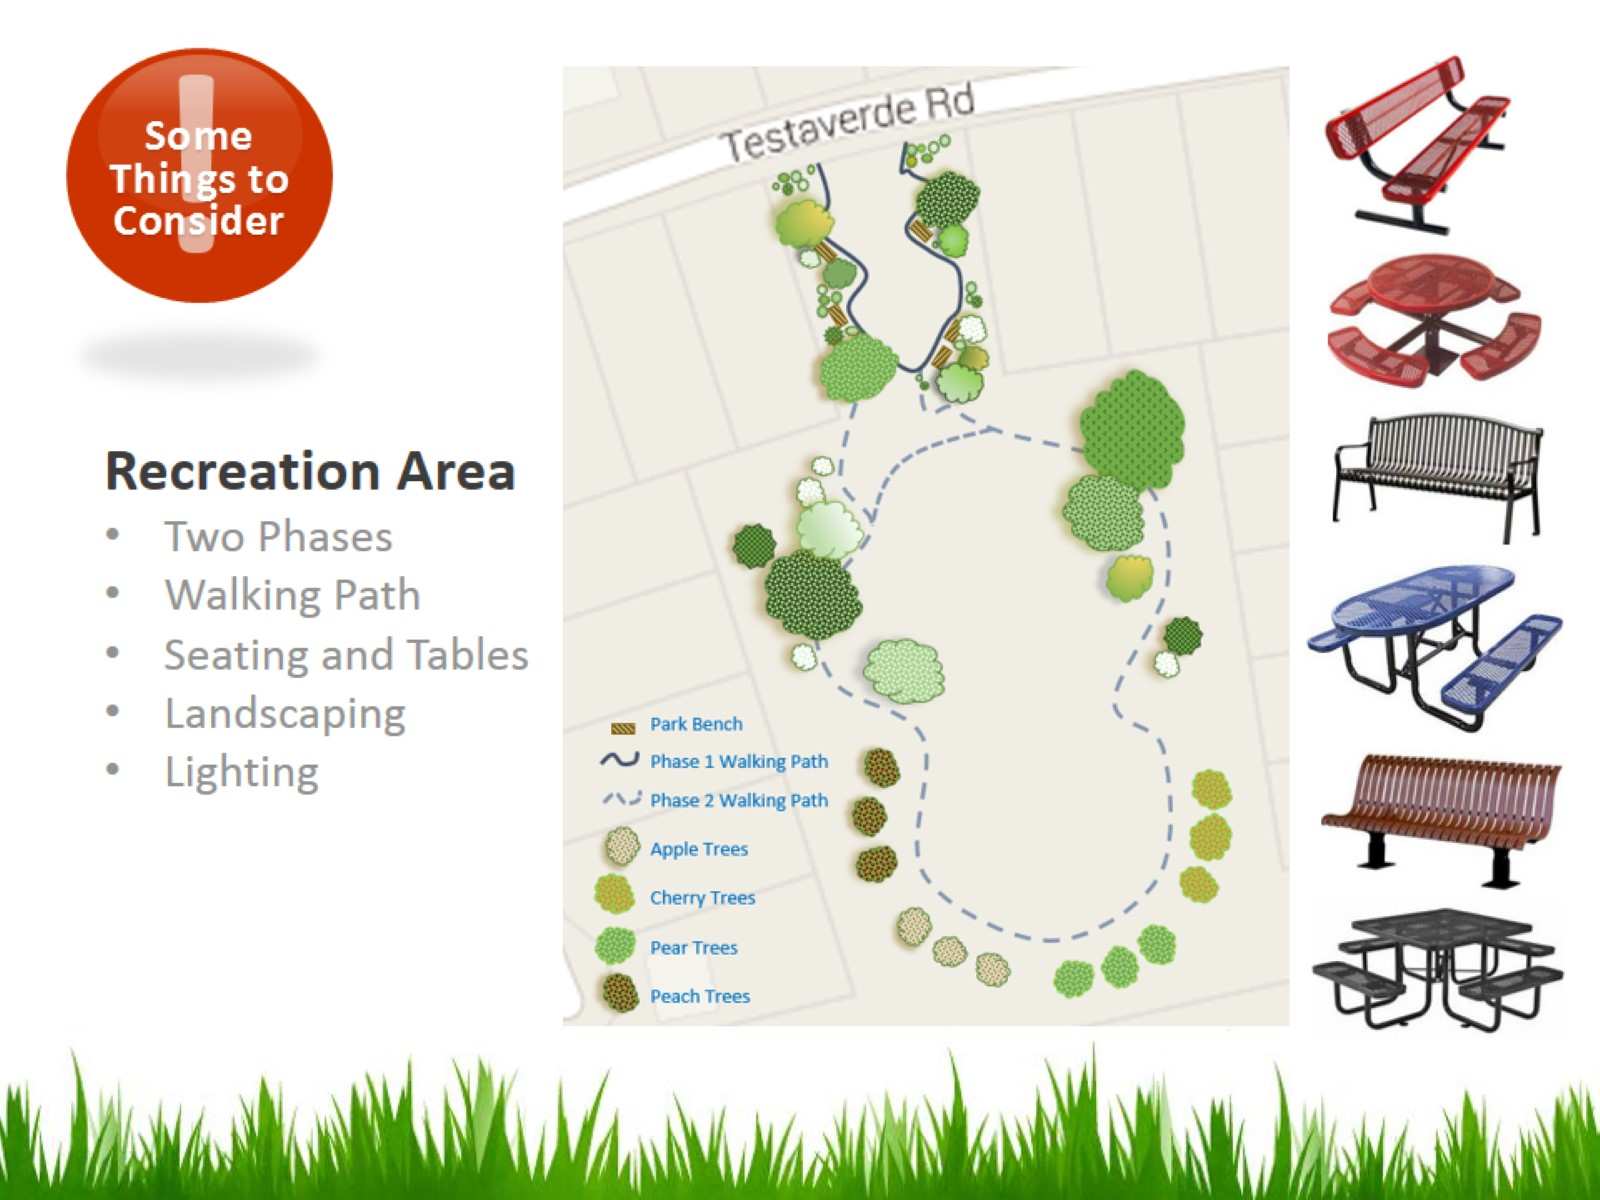 Some
Things to
Consider
Recreation Area
• Two Phases
• Walking Path
• Seating and Tables
• Landscaping
• Lighting
Testaverde Rd
Park Bench
Phase 1 Walking Path
Phase 2 Walking Path
Apple Trees
Cherry Trees
Pear Trees
Peach Trees